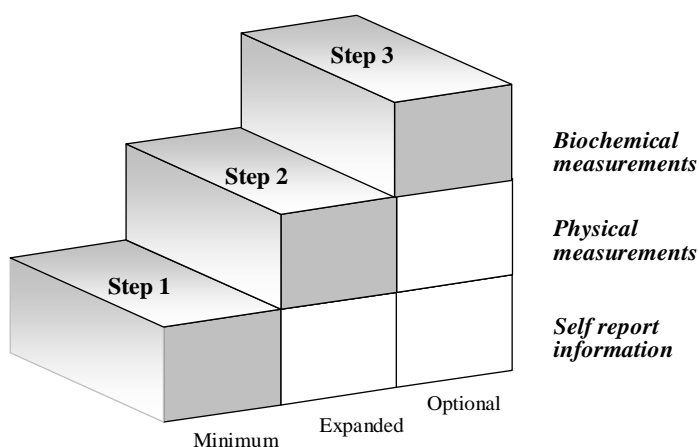 Step 3
Step 2
Step 1
Biochemical
measurements
Physical
measurements
Self report
information
Minimum
Expanded
Optional